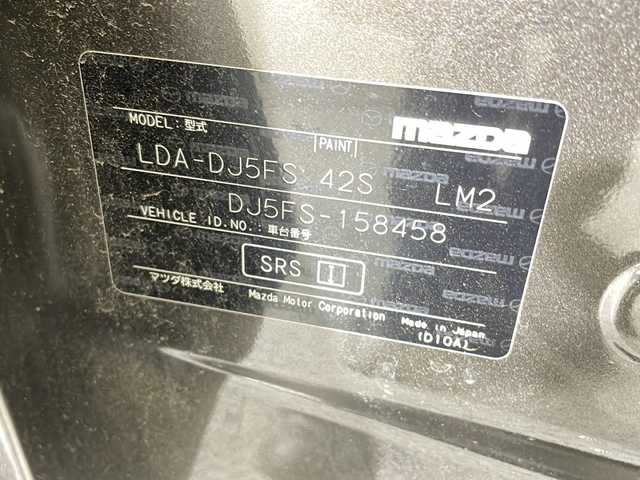 mazda
MODEL: 型式 PAINT
LDA-DJ5FS 42S LM2
DJ5FS-158458
VEHICLE ID.NO.: 車台番号
SRS I
マツダ株式会社 Mazda Motor Corporation Made in Japan
(D10A)